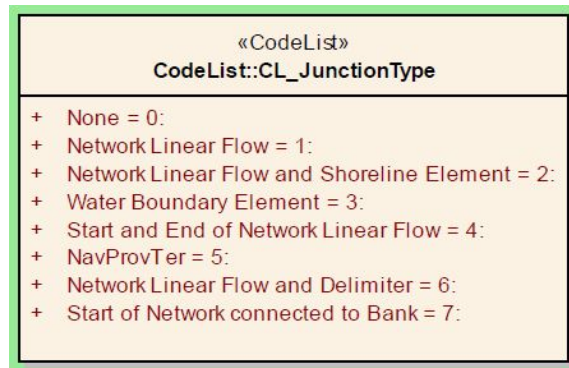 «CodeList»
CodeList::CL_JunctionType
+ None = 0:
+ Network Linear Flow = 1:
+ Network Linear Flow and Shoreline Element = 2:
+ Water Boundary Element = 3:
+ Start and End of Network Linear Flow = 4:
+ NavProvTer = 5:
+ Network Linear Flow and Delimiter = 6:
+ Start of Network connected to Bank = 7: